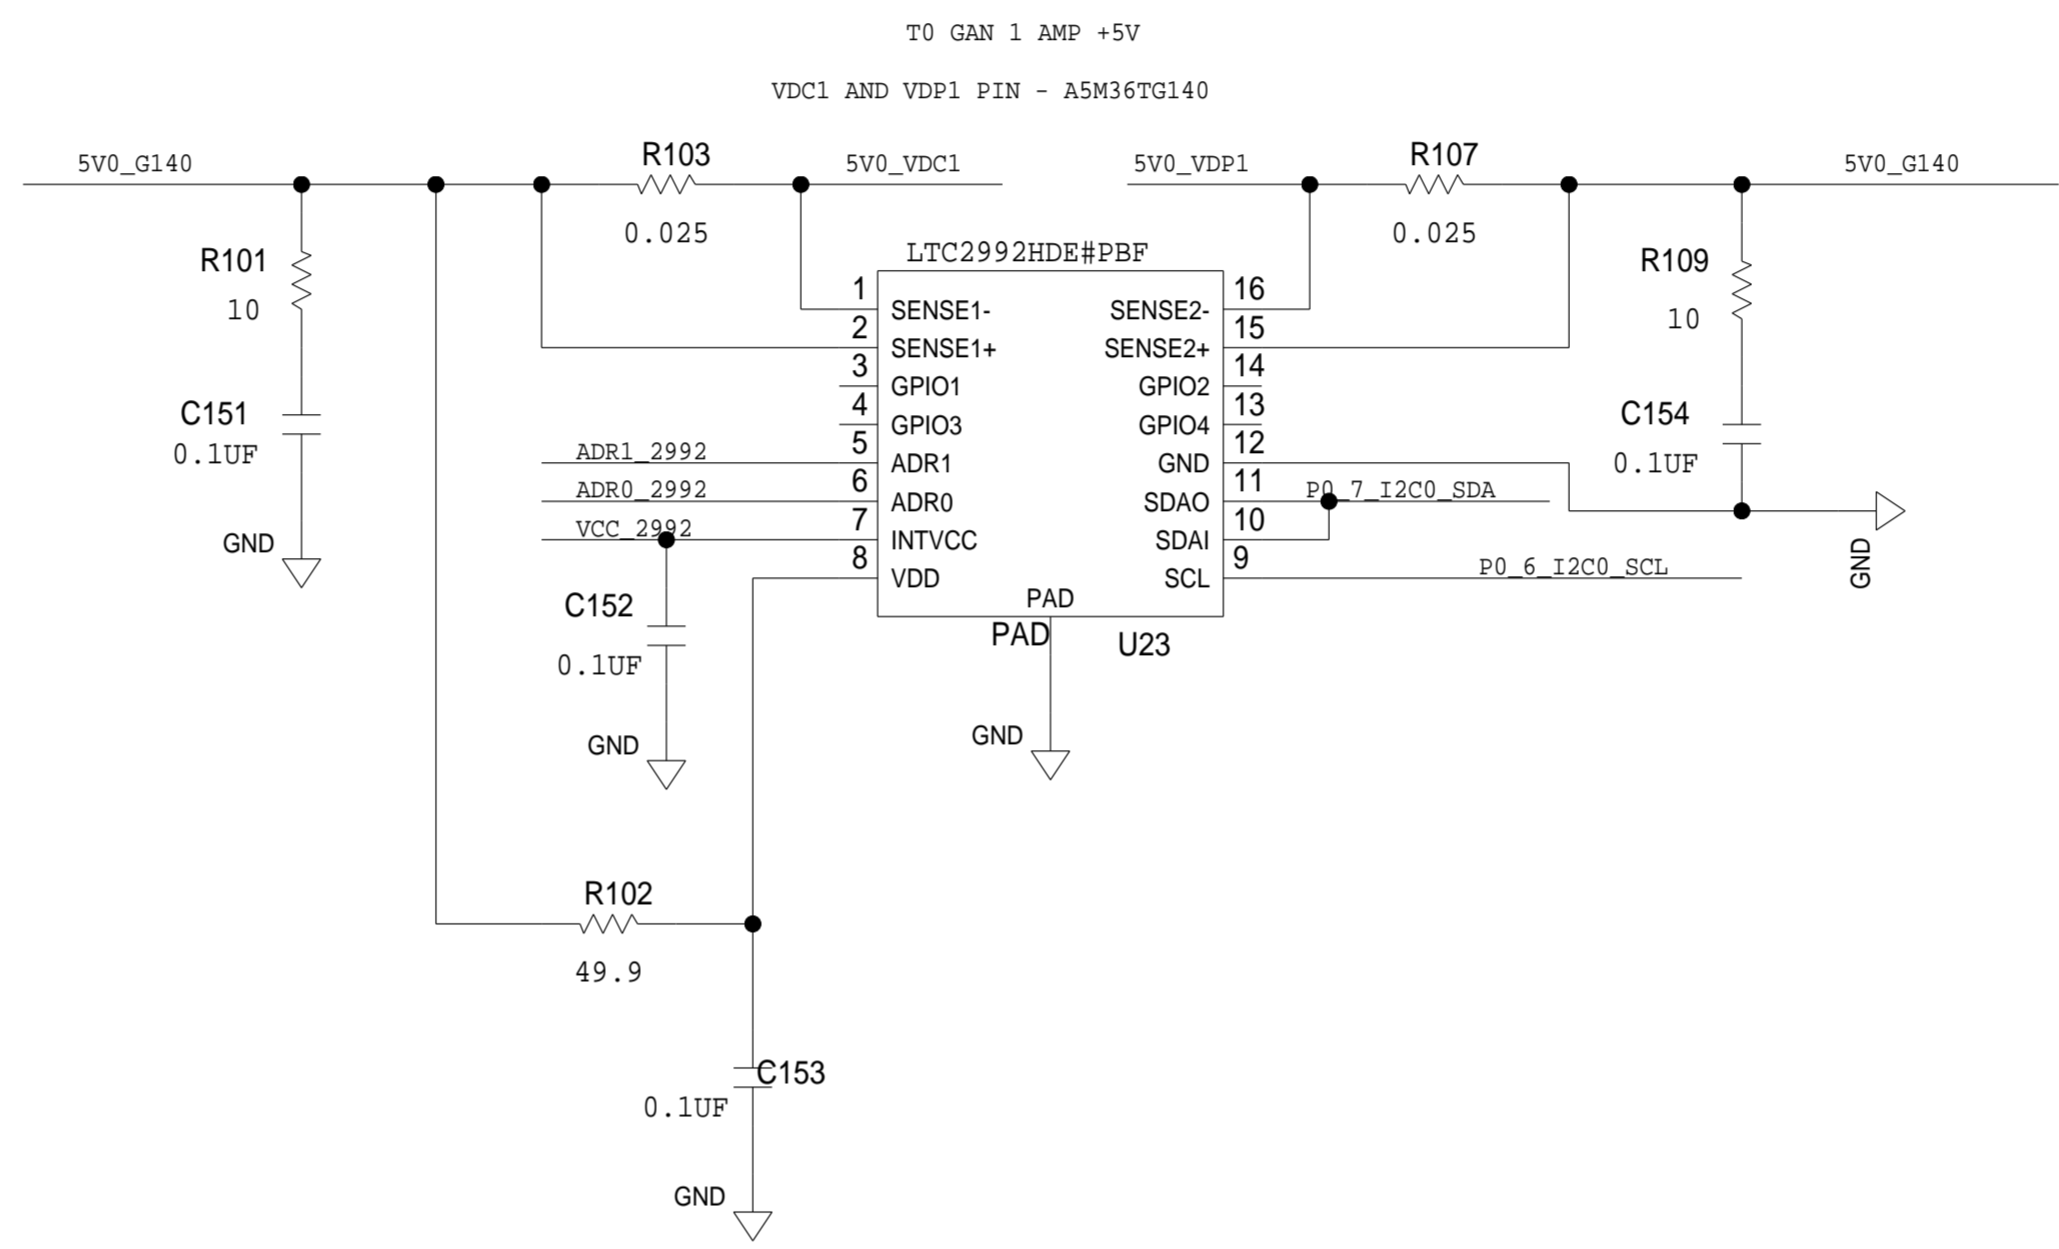 T0 GAN 1 AMP +5V
VDC1 AND VDP1 PIN - A5M36TG140
5V0_G140
R103
5V0_VDC1
5V0_VDP1
R107
5V0_G140
0.025
0.025
R101
10
LTC2992HDE#PBF
R109
10
1
SENSE1-
2
SENSE1+
3
GPIO1
4
GPIO3
5
ADR1
6
ADR0
7
INTVCC
8
VDD
16
SENSE2-
15
SENSE2+
14
GPIO2
13
GPIO4
12
GND
11
SDAO
10
SDAI
9
SCL
PAD
PAD
U23
C151
0.1UF
GND
ADR1_2992
ADR0_2992
VCC_2992
C152
0.1UF
GND
GND
P0_7_I2C0_SDA
P0_6_I2C0_SCL
C154
0.1UF
GND
R102
49.9
C153
0.1UF
GND